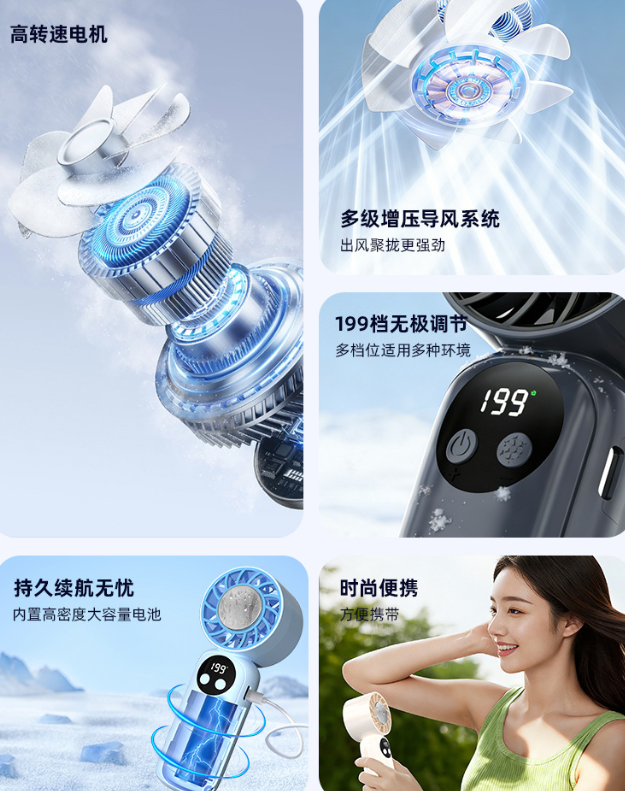 高转速电机
多级增压导风系统
出风聚拢更强劲
199档无极调节
多档位适用多种环境
199
持久续航无忧
内置高密度大容量电池
199
时尚便携
方便携带